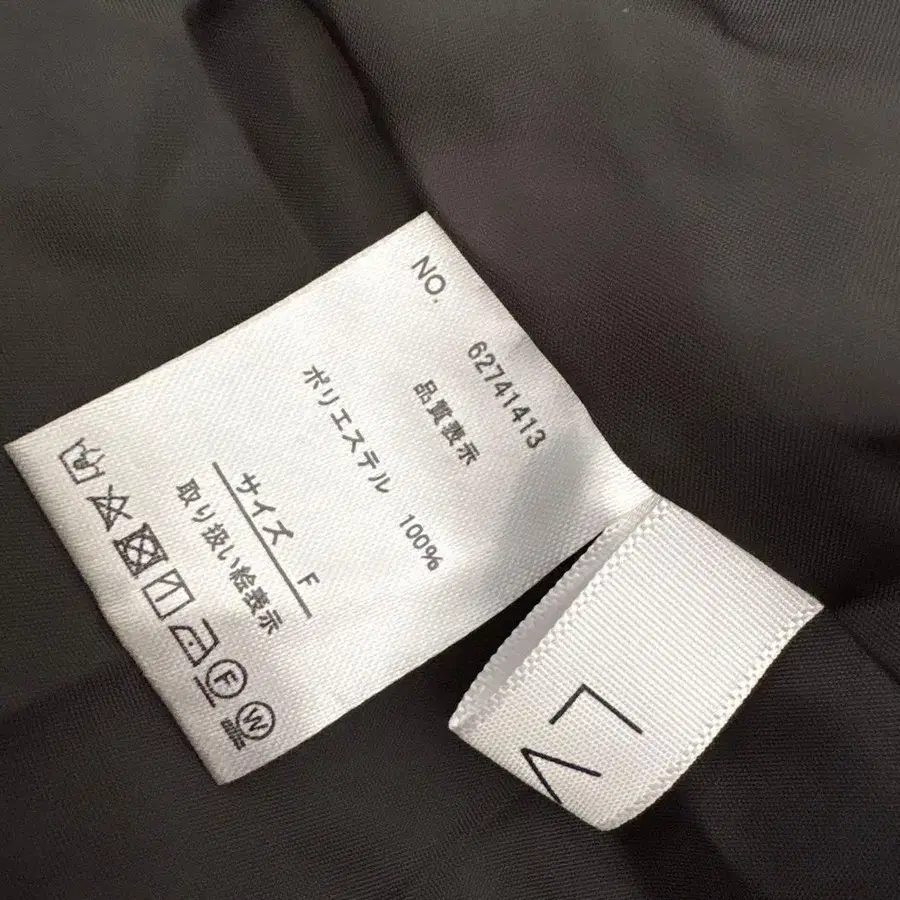 NO.
62741413
品質表示
ポリエステル 100%
サイズ F
取り扱い絵表示
F
W